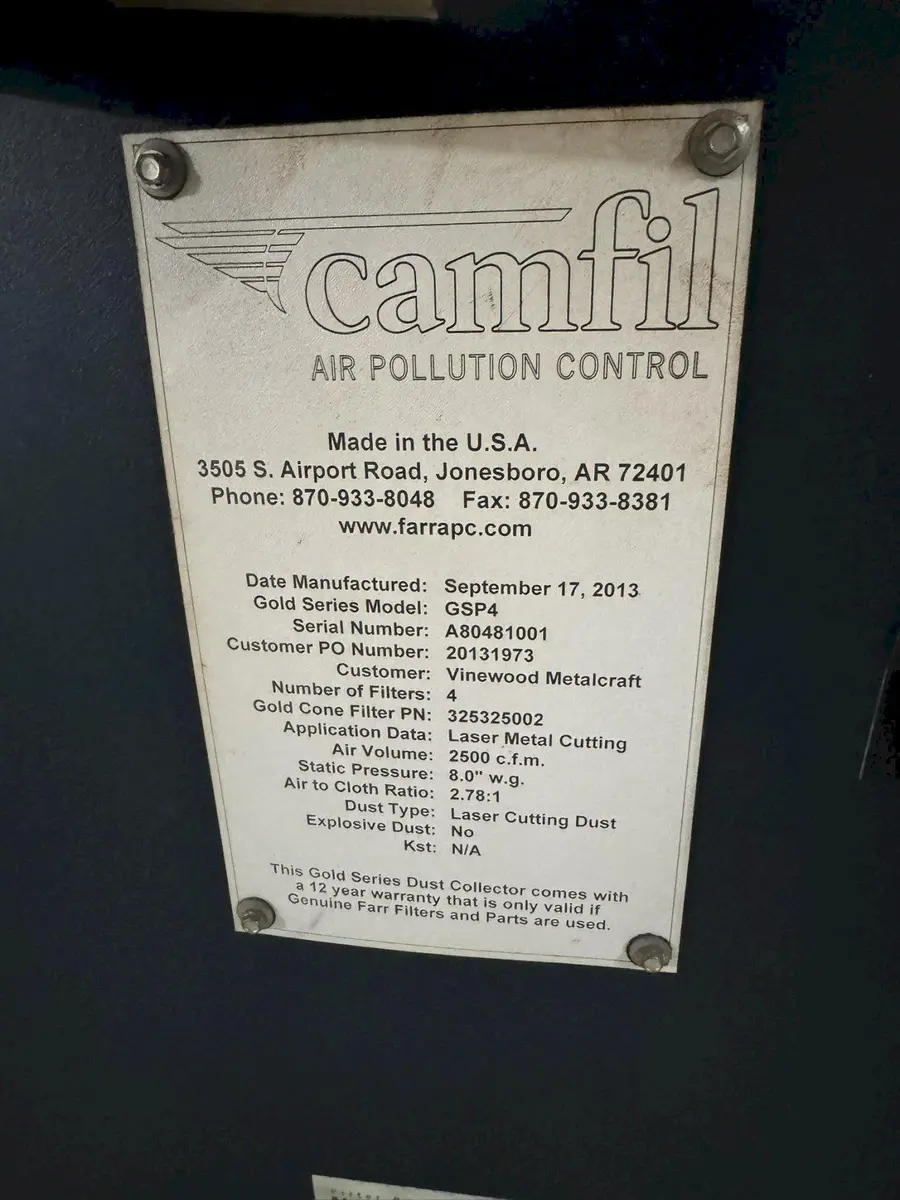 camfil
AIR POLLUTION CONTROL
Made in the U.S.A.
3505 S. Airport Road, Jonesboro, AR 72401
Phone: 870-933-8048 Fax: 870-933-8381
www.farrapc.com
Date Manufactured: September 17, 2013
Gold Series Model: GSP4
Serial Number: A80481001
Customer PO Number: 20131973
Customer: Vinewood Metalcraft
Number of Filters: 4
Gold Cone Filter PN: 325325002
Application Data: Laser Metal Cutting
Air Volume: 2500 c.f.m.
Static Pressure: 8.0" w.g.
Air to Cloth Ratio: 2.78:1
Dust Type: Laser Cutting Dust
Explosive Dust: No
Kst: N/A
This Gold Series Dust Collector comes with
a 12 year warranty that is only valid if
Genuine Farr Filters and Parts are used.